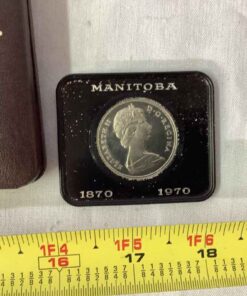 MANITOBA
ELIZABETH II D·G·REGINA
1870 1970
1F4 1F5 1F6
16 17 18